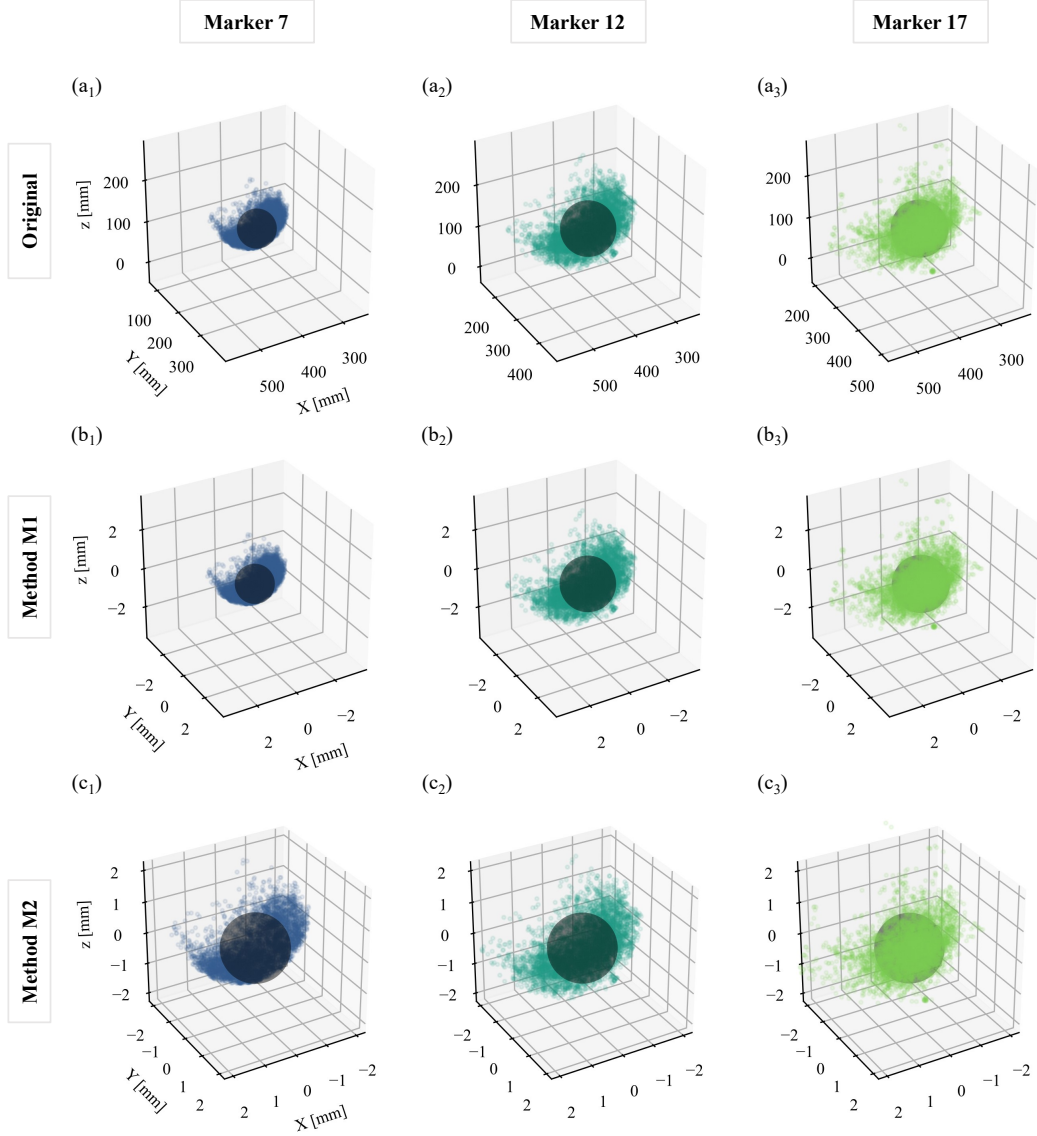 Marker 7 Marker 12 Marker 17
(a1) (a2) (a3)
Original
z [mm]
200 100 0
100 200 300
Y [mm]
500 400 300
X [mm]
200 100 0
200 300 400
500 400 300
200 100 0
200 300 400 500
500 400 300
(b1) (b2) (b3)
Method M1
z [mm]
2 0 −2
−2 0 2
Y [mm]
2 0 −2
X [mm]
2 0 −2
−2 0 2
2 0 −2
2 0 −2
−2 0 2
2 0 −2
(c1) (c2) (c3)
Method M2
z [mm]
2 1 0 −1 −2
−2 −1 0 1 2
Y [mm]
2 1 0 −1 −2
X [mm]
2 1 0 −1 −2
−2 −1 0 1 2
2 1 0 −1 −2
2 1 0 −1 −2
−2 −1 0 1 2
2 1 0 −1 −2